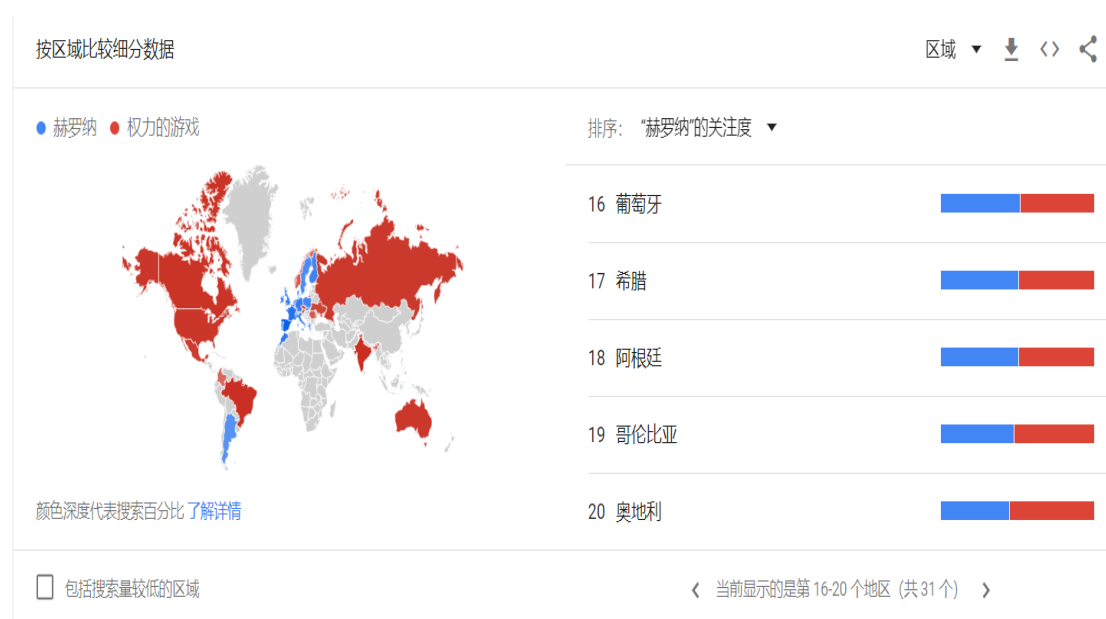 按区域比较细分数据
区域
赫罗纳 权力的游戏
排序: “赫罗纳”的关注度
16 葡萄牙
17 希腊
18 阿根廷
19 哥伦比亚
20 奥地利
颜色深度代表搜索百分比 了解详情
包括搜索量较低的区域
当前显示的是第 16-20 个地区 (共 31 个)